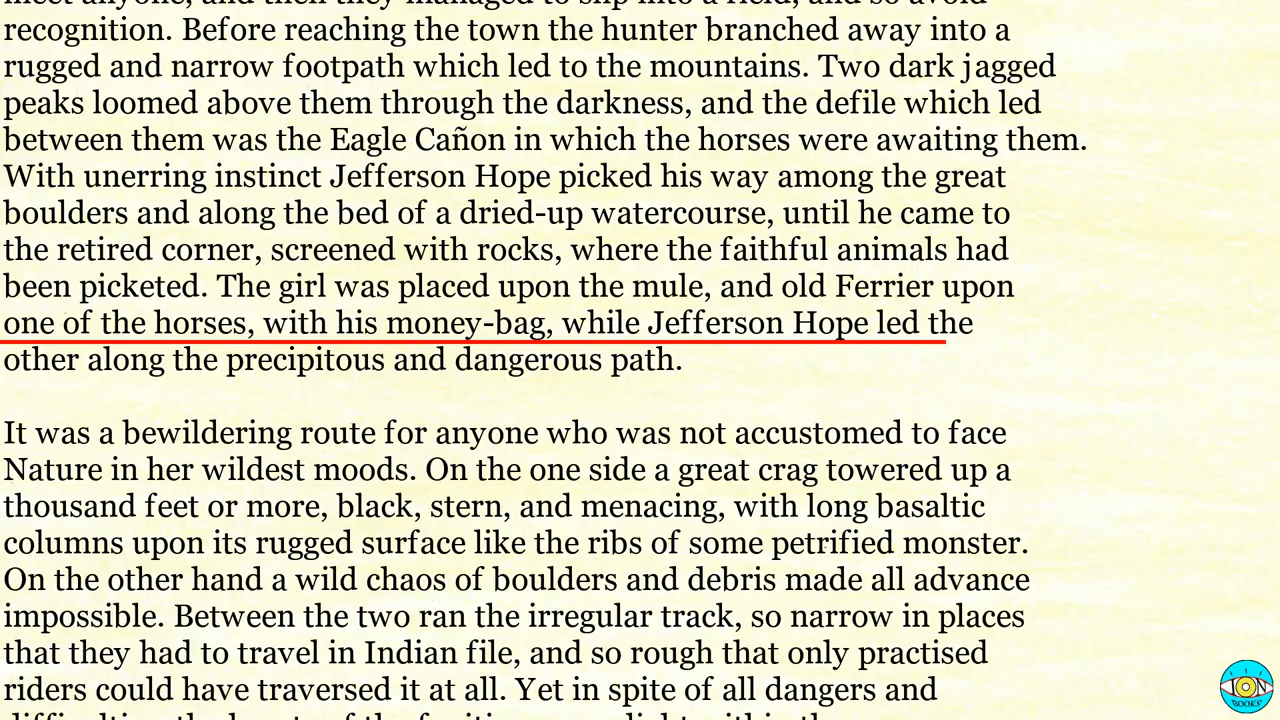 recognition. Before reaching the town the hunter branched away into a
rugged and narrow footpath which led to the mountains. Two dark jagged
peaks loomed above them through the darkness, and the defile which led
between them was the Eagle Cañon in which the horses were awaiting them.
With unerring instinct Jefferson Hope picked his way among the great
boulders and along the bed of a dried-up watercourse, until he came to
the retired corner, screened with rocks, where the faithful animals had
been picketed. The girl was placed upon the mule, and old Ferrier upon
one of the horses, with his money-bag, while Jefferson Hope led the
other along the precipitous and dangerous path.
It was a bewildering route for anyone who was not accustomed to face
Nature in her wildest moods. On the one side a great crag towered up a
thousand feet or more, black, stern, and menacing, with long basaltic
columns upon its rugged surface like the ribs of some petrified monster.
On the other hand a wild chaos of boulders and debris made all advance
impossible. Between the two ran the irregular track, so narrow in places
that they had to travel in Indian file, and so rough that only practised
riders could have traversed it at all. Yet in spite of all dangers and
ION
BOOKS